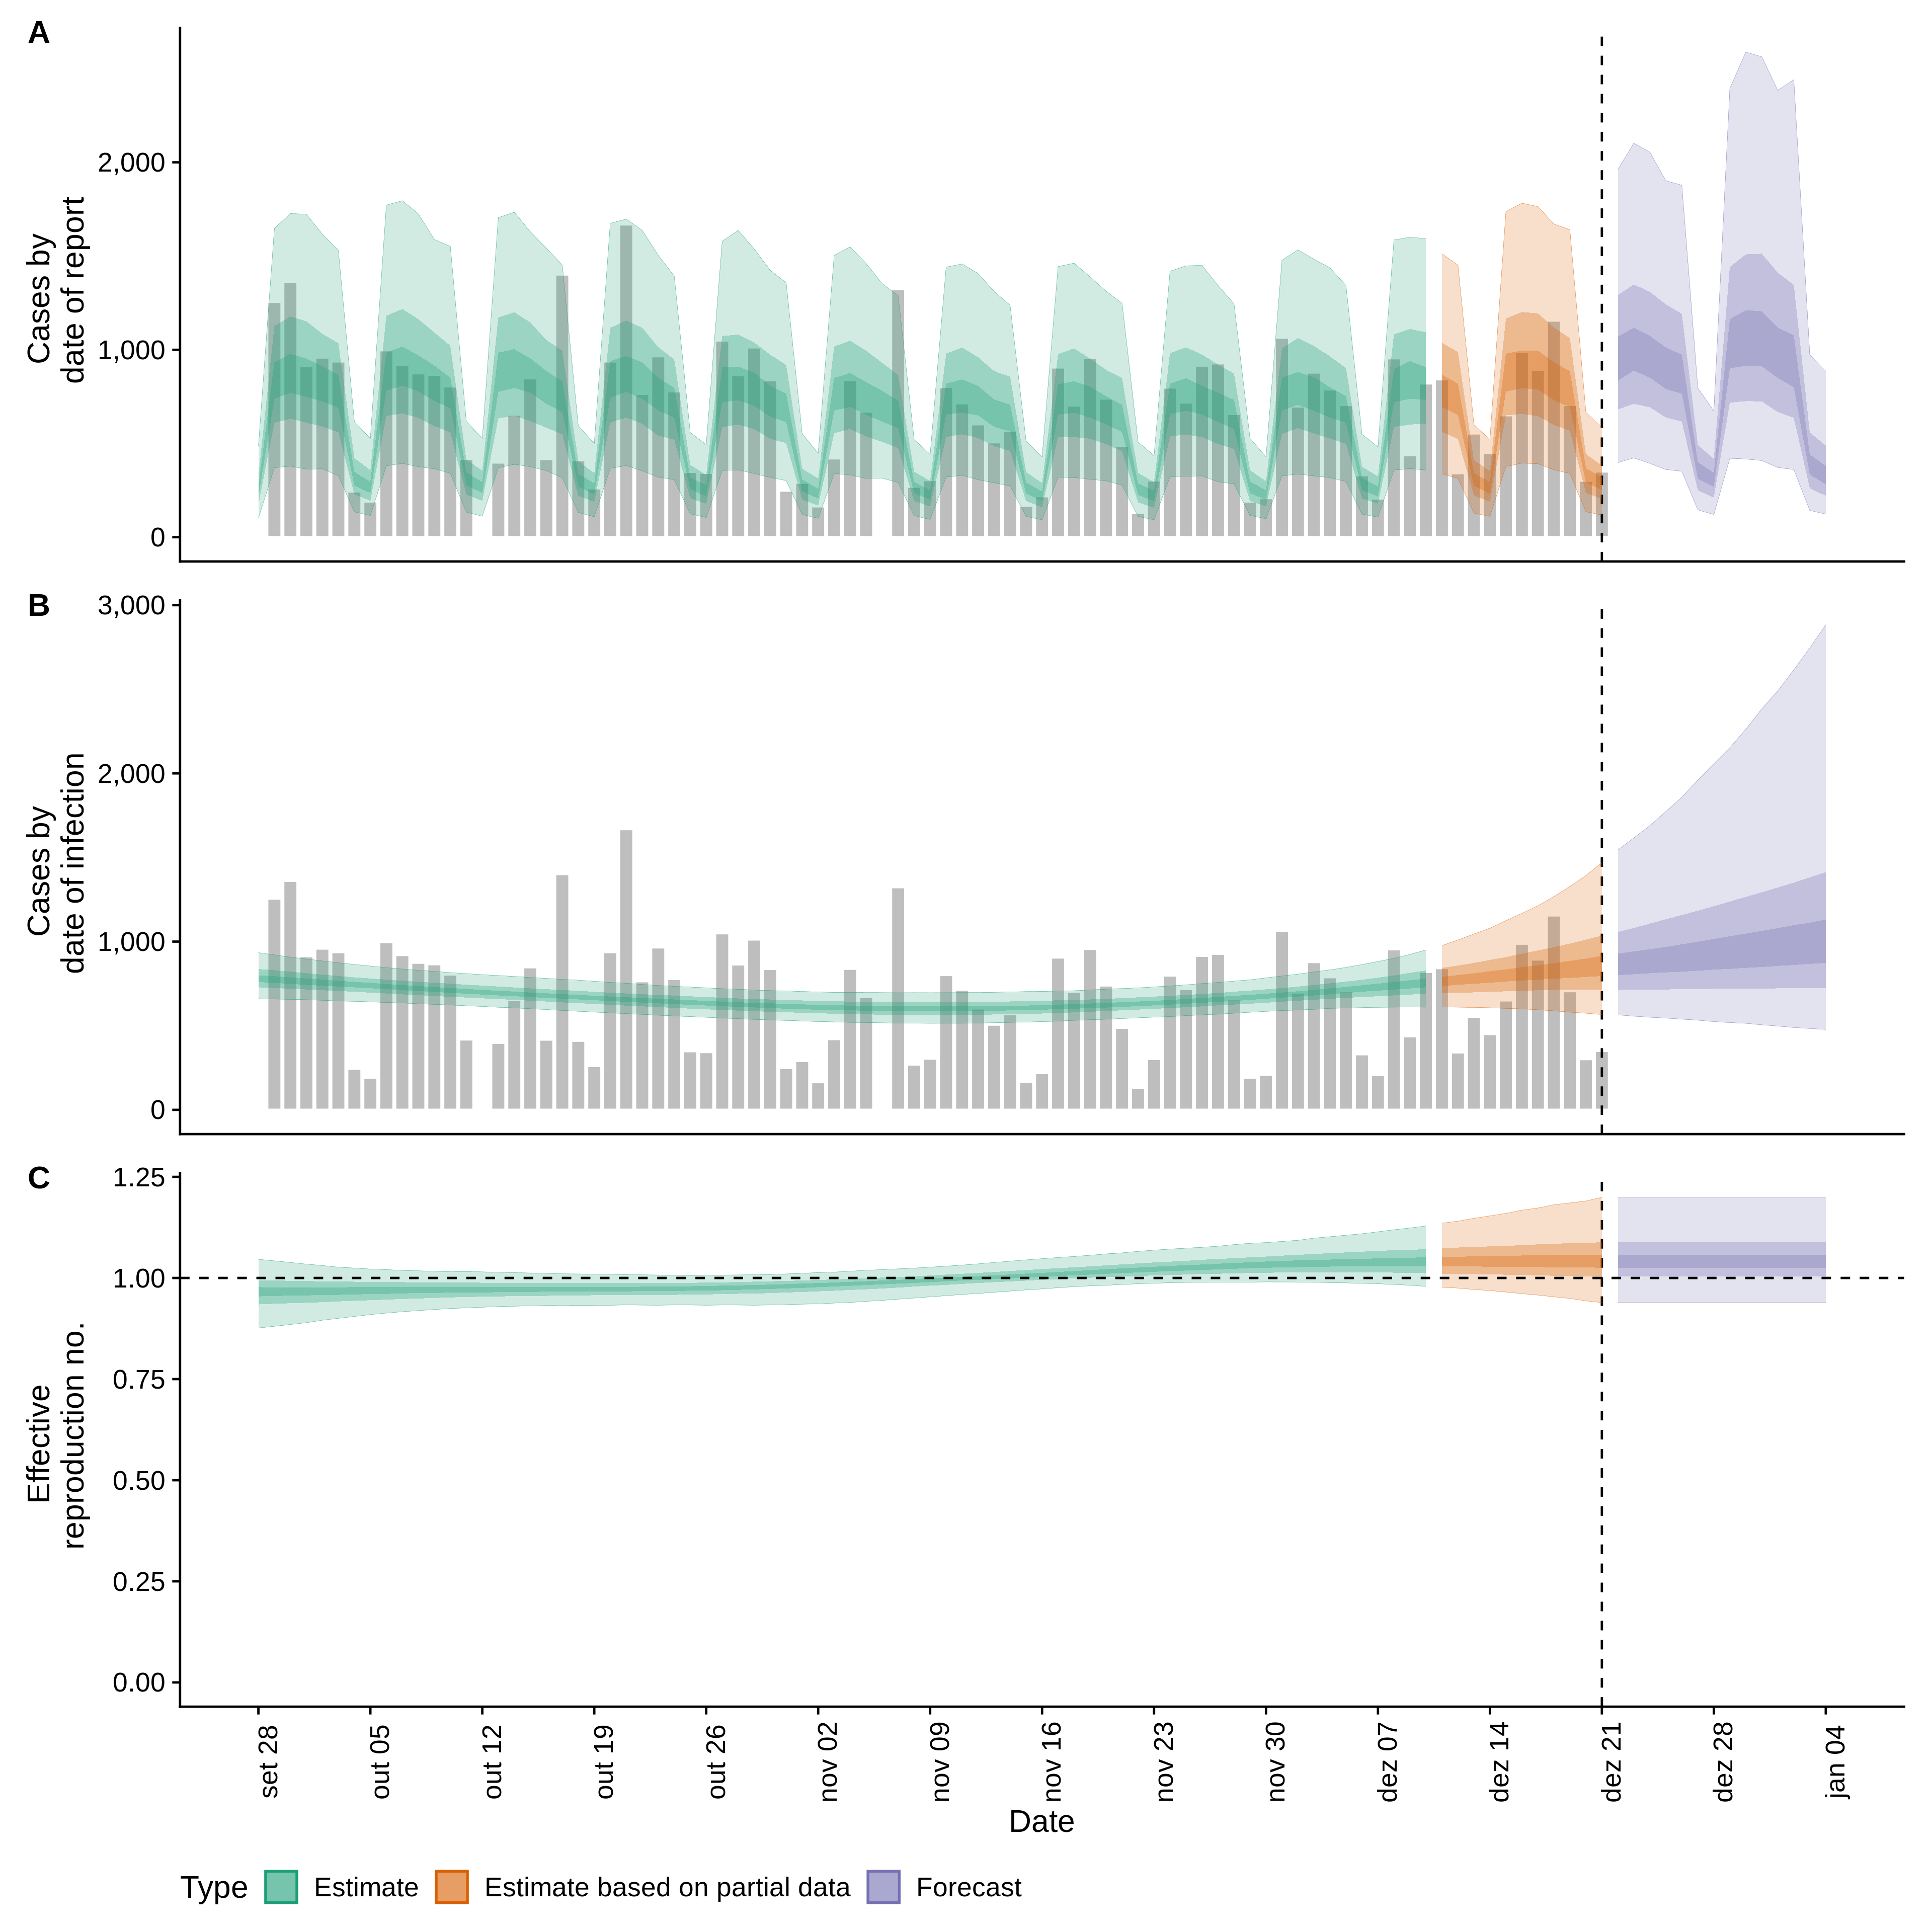 A
Cases by
date of report
2,000
1,000
0
B
Cases by
date of infection
3,000
2,000
1,000
0
C
Effective
reproduction no.
1.25
1.00
0.75
0.50
0.25
0.00
set 28
out 05
out 12
out 19
out 26
nov 02
nov 09
nov 16
nov 23
nov 30
dez 07
dez 14
dez 21
dez 28
jan 04
Date
Type Estimate Estimate based on partial data Forecast